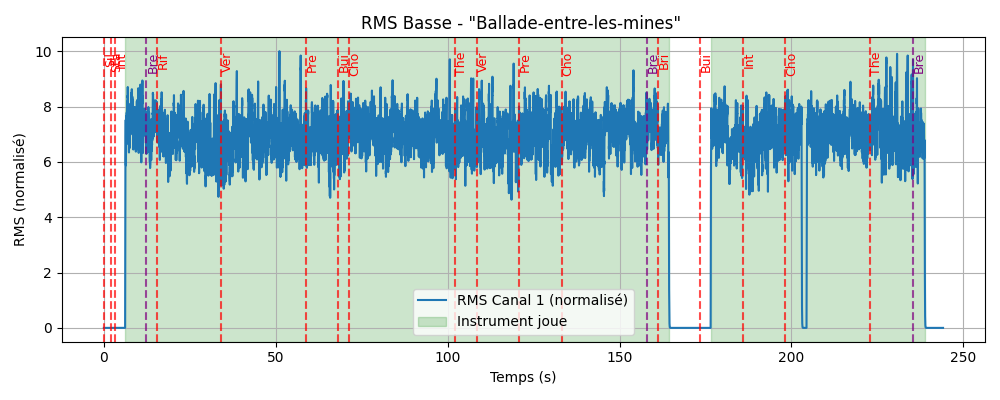 RMS Basse - "Ballade-entre-les-mines"
RMS (normalisé)
10
8
6
4
2
0
Int
Bre
Rif
Ver
Pre
Bui
Cho
The
Ver
Pre
Cho
Bre
Bri
Bui
Int
Cho
The
Bre
RMS Canal 1 (normalisé)
Instrument joue
0
50
100
150
200
250
Temps (s)